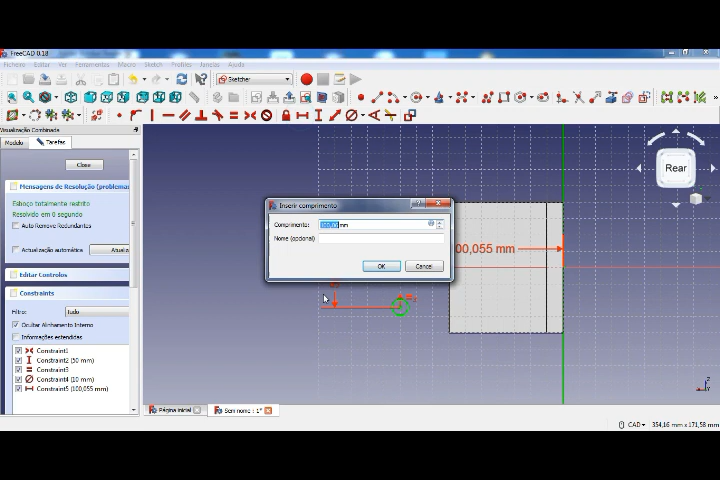 FreeCAD 0.18
Ficheiro Editar Ver Ferramentas Macro Sketch Profiles Janelas Ajuda
Sketcher
Visualização Combinada
Modelo Tarefas
Close
Mensagens de Resolução (problemas
Esboço totalmente restrito
Resolvido em 0 segundo
Auto Remove Redundantes
Actualização automática Atualiz
Editar Controlos
Constraints
Filtro: Tudo
Ocultar Alinhamento Interno
Informações estendidas
Constraint1
Constraint2 (50 mm)
Constraint3
Constraint4 (10 mm)
Constraint5 (100,055 mm)
Inserir comprimento
Comprimento: mm
Nome (opcional)
OK Cancel
00,055 mm
Rear
Página inicial Sem nome : 1*
CAD 354,16 mm x 171,58 mm